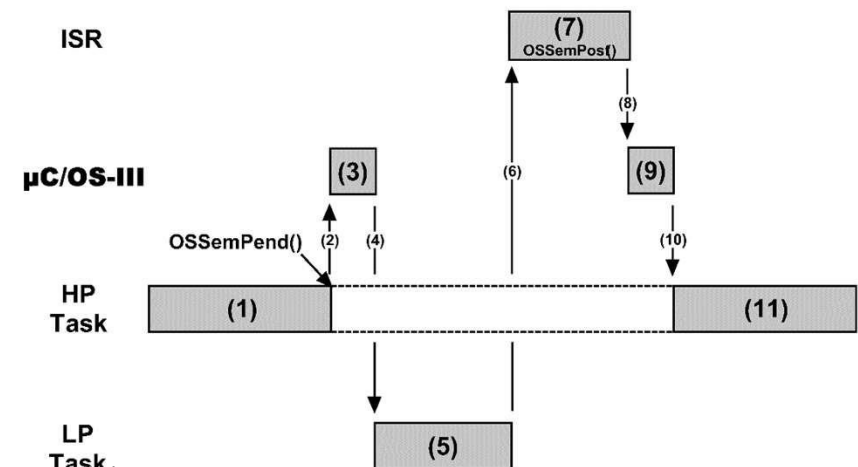 ISR
(7)
OSSemPost()
(8)
µC/OS-III
(3)
(6)
(9)
OSSemPend()
(2)
(4)
(10)
HP
Task
(1)
(11)
LP
Task
(5)